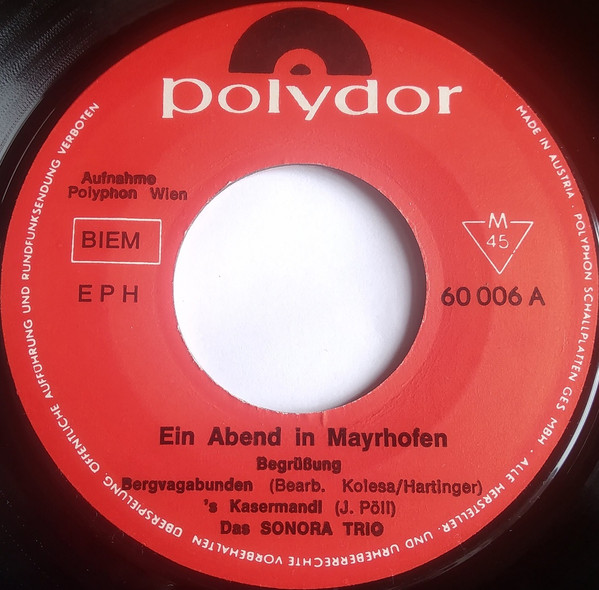 polydor
Aufnahme
Polyphon Wien
BIEM
M
45
EPH
60 006 A
Ein Abend in Mayrhofen
Begrüßung
Bergvagabunden (Bearb. Kolesa/Hartinger)
's Kasermandl (J. Pöll)
Das SONORA TRIO
MADE IN AUSTRIA · POLYPHON SCHALLPLATTEN GES MBH · ALLE HERSTELLER- UND URHEBERRECHTE VORBEHALTEN ÜBERSPIELUNG ÖFFENTLICHE AUFFÜHRUNG UND RUNDFUNKSENDUNG VERBOTEN